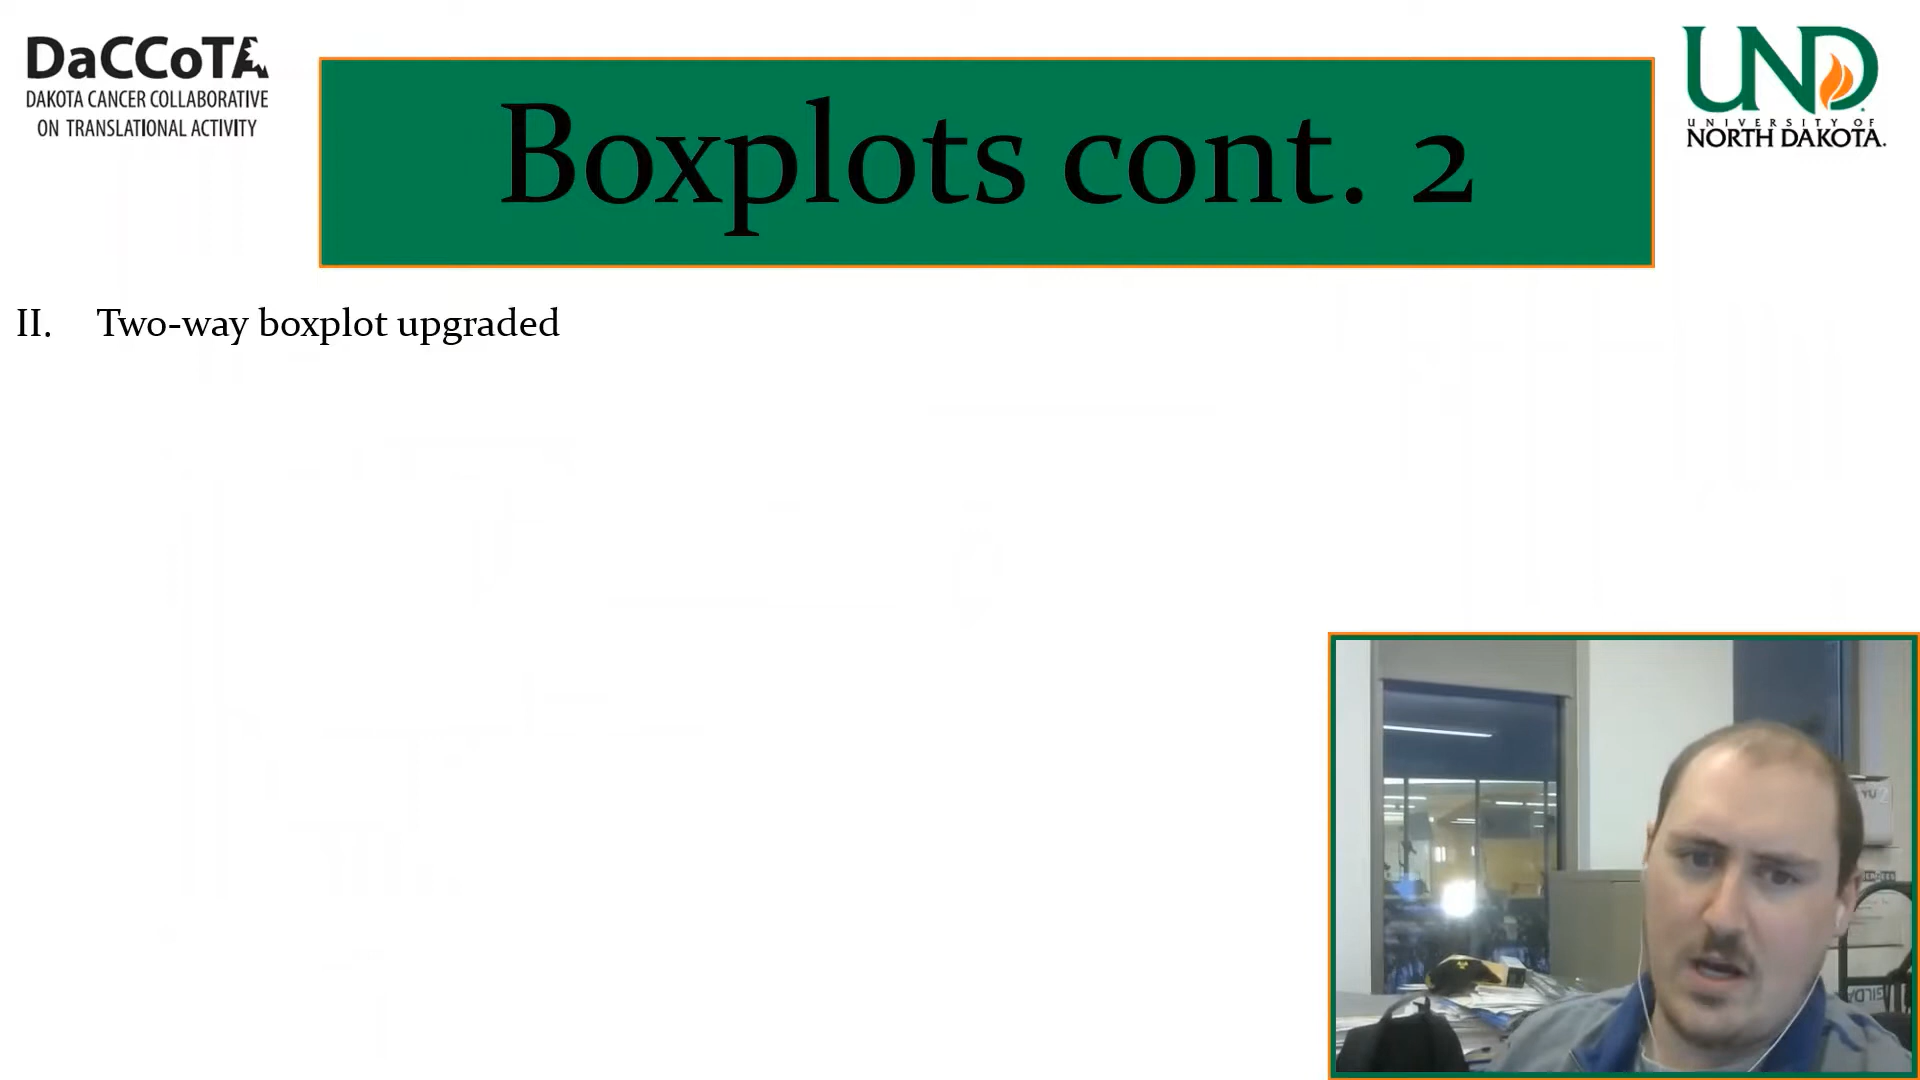 DaCCoTA
DAKOTA CANCER COLLABORATIVE
ON TRANSLATIONAL ACTIVITY
Boxplots cont. 2
UND
UNIVERSITY OF
NORTH DAKOTA.
II. Two-way boxplot upgraded